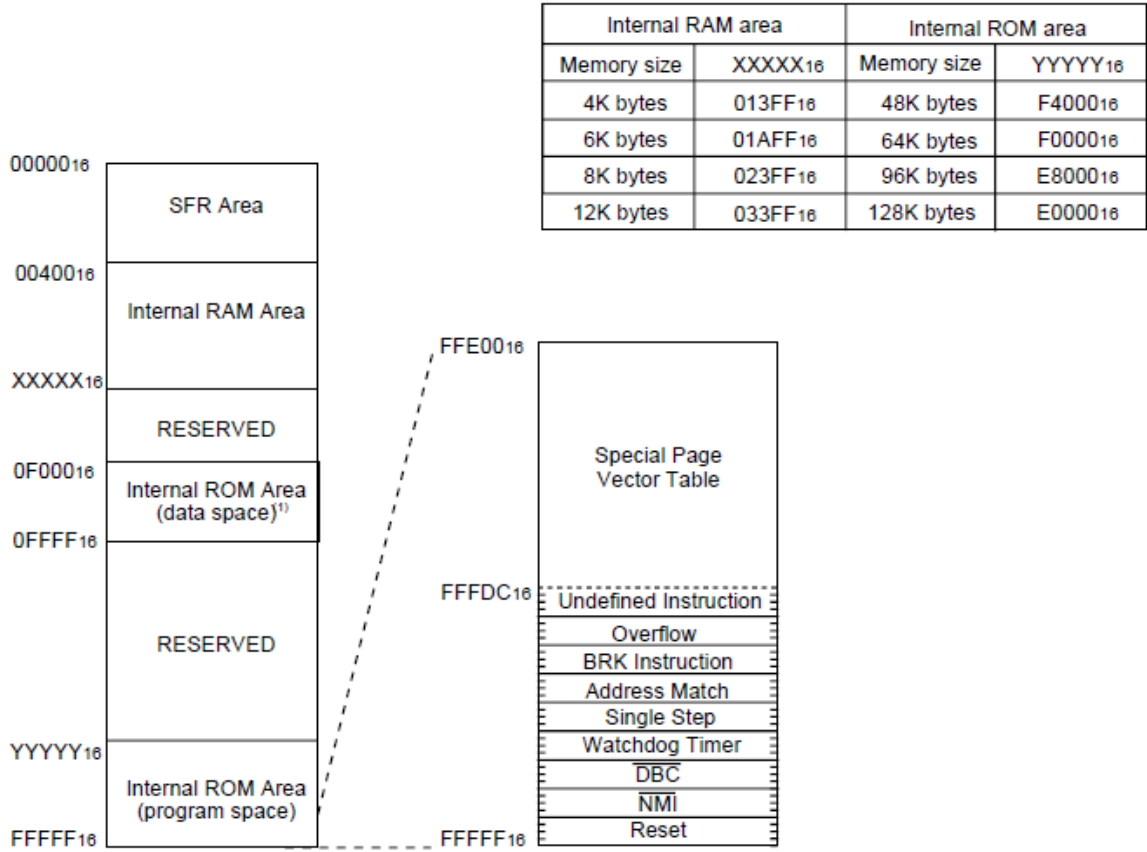 Internal RAM area Internal ROM area
Memory size XXXXX16 Memory size YYYYY16
4K bytes 013FF16 48K bytes F400016
6K bytes 01AFF16 64K bytes F000016
8K bytes 023FF16 96K bytes E800016
12K bytes 033FF16 128K bytes E000016
0000016
SFR Area
0040016
Internal RAM Area
XXXXX16
RESERVED
0F00016
Internal ROM Area
(data space)1)
0FFFF16
RESERVED
YYYYY16
Internal ROM Area
(program space)
FFFFF16
FFE0016
Special Page
Vector Table
FFFDC16
Undefined Instruction
Overflow
BRK Instruction
Address Match
Single Step
Watchdog Timer
DBC
NMI
Reset
FFFFF16